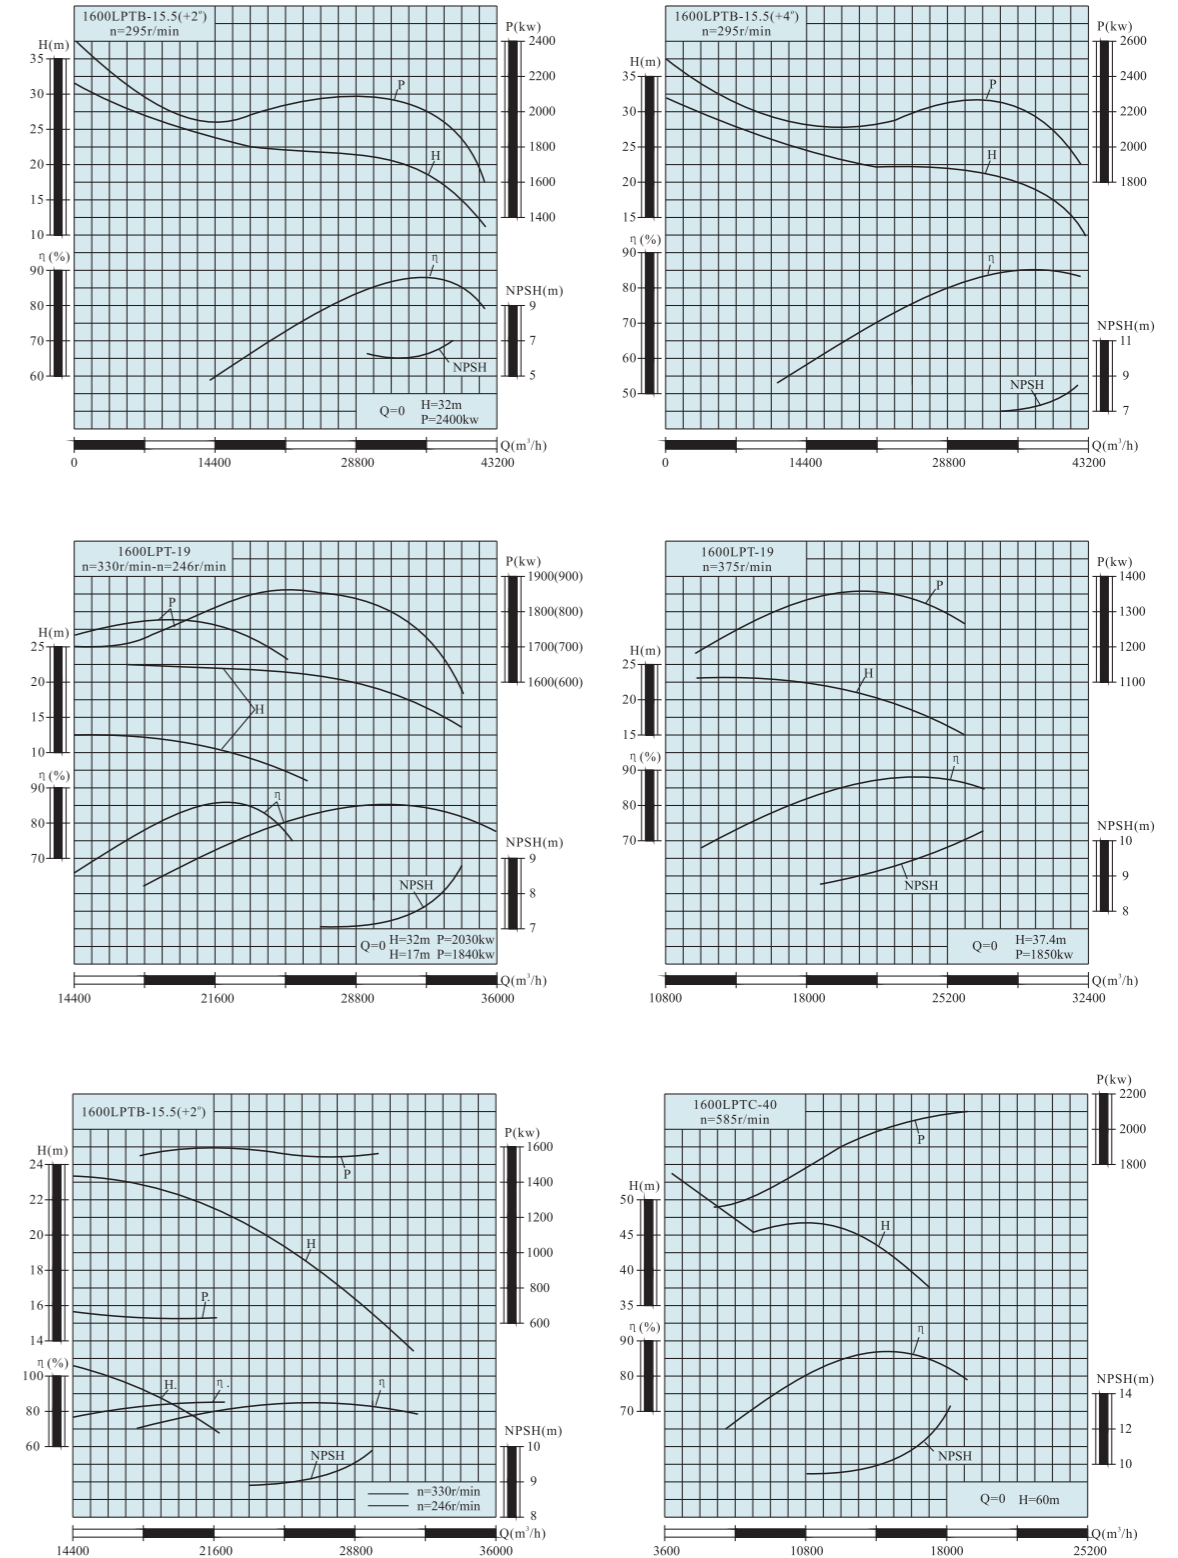 1600LPTB-15.5(+2″)
n=295r/min
P(kw)
H(m)
2400
35
2200
30
P
2000
25
H
1800
20
1600
15
1400
10
η (%)
90
η
NPSH(m)
80
9
70
7
NPSH
60
5
Q=0
H=32m
P=2400kw
Q(m³/h)
0
14400
28800
43200
1600LPTB-15.5(+4″)
n=295r/min
P(kw)
2600
H(m)
35
2400
P
30
2200
25
H
2000
20
1800
15
η (%)
90
η
80
70
NPSH(m)
11
60
9
NPSH
50
7
Q(m³/h)
0
14400
28800
43200
1600LPT-19
n=330r/min-n=246r/min
P(kw)
1900(900)
P
1800(800)
H(m)
25
1700(700)
20
1600(600)
H
15
10
η (%)
90
η
80
NPSH(m)
70
9
NPSH
8
7
Q=0
H=32m P=2030kw
H=17m P=1840kw
Q(m³/h)
14400
21600
28800
36000
1600LPT-19
n=375r/min
P(kw)
1400
P
1300
H(m)
1200
25
H
1100
20
15
η (%)
η
90
80
NPSH(m)
70
10
NPSH
9
8
Q=0
H=37.4m
P=1850kw
Q(m³/h)
10800
18000
25200
32400
1600LPTB-15.5(+2″)
P(kw)
H(m)
1600
24
P
1400
22
1200
20
H
1000
18
800
P.
16
600
14
η (%)
100
H.
η .
η
80
NPSH(m)
60
10
NPSH
9
n=330r/min
n=246r/min
8
Q(m³/h)
14400
21600
28800
36000
P(kw)
2200
1600LPTC-40
n=585r/min
2000
P
1800
H(m)
50
H
45
40
35
η (%)
η
90
80
NPSH(m)
14
70
12
NPSH
10
Q=0 H=60m
Q(m³/h)
3600
10800
18000
25200